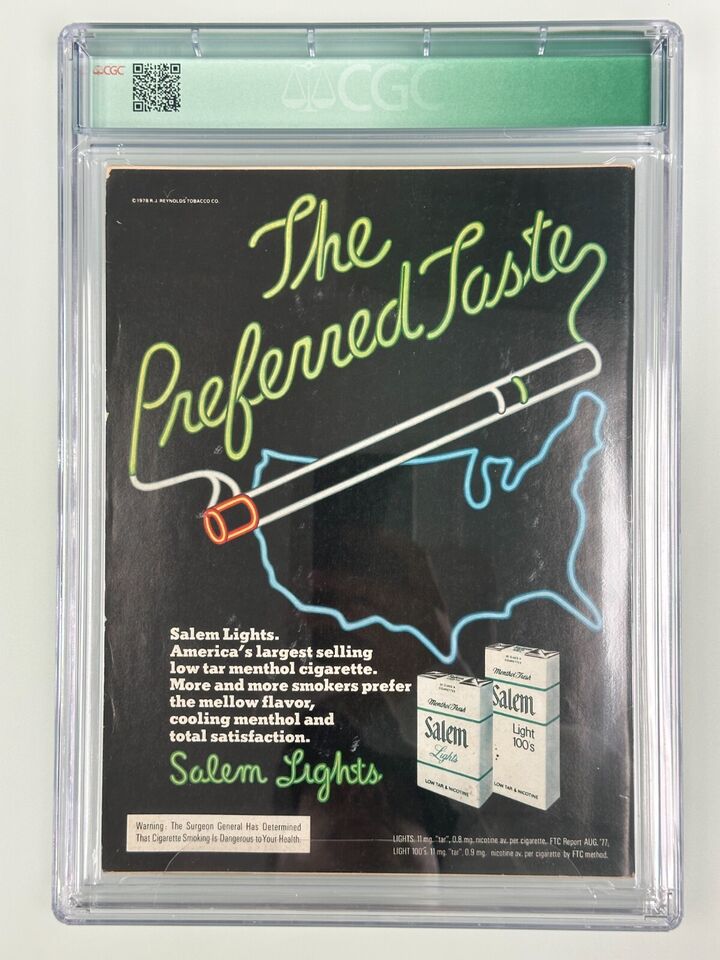 CGC
CGC
©1978 R.J. REYNOLDS TOBACCO CO.
The
Preferred Taste
Salem Lights.
America's largest selling
low tar menthol cigarette.
More and more smokers prefer
the mellow flavor,
cooling menthol and
total satisfaction.
Salem Lights
Menthol Fresh
Salem
Lights
LOW TAR & NICOTINE
Menthol Fresh
Salem
Light
100's
LOW TAR & NICOTINE
Warning: The Surgeon General Has Determined
That Cigarette Smoking Is Dangerous to Your Health.
LIGHTS: 11 mg. "tar", 0.8 mg. nicotine av. per cigarette, FTC Report AUG. '77,
LIGHT 100's: 11 mg. "tar", 0.9 mg. nicotine av. per cigarette by FTC method.